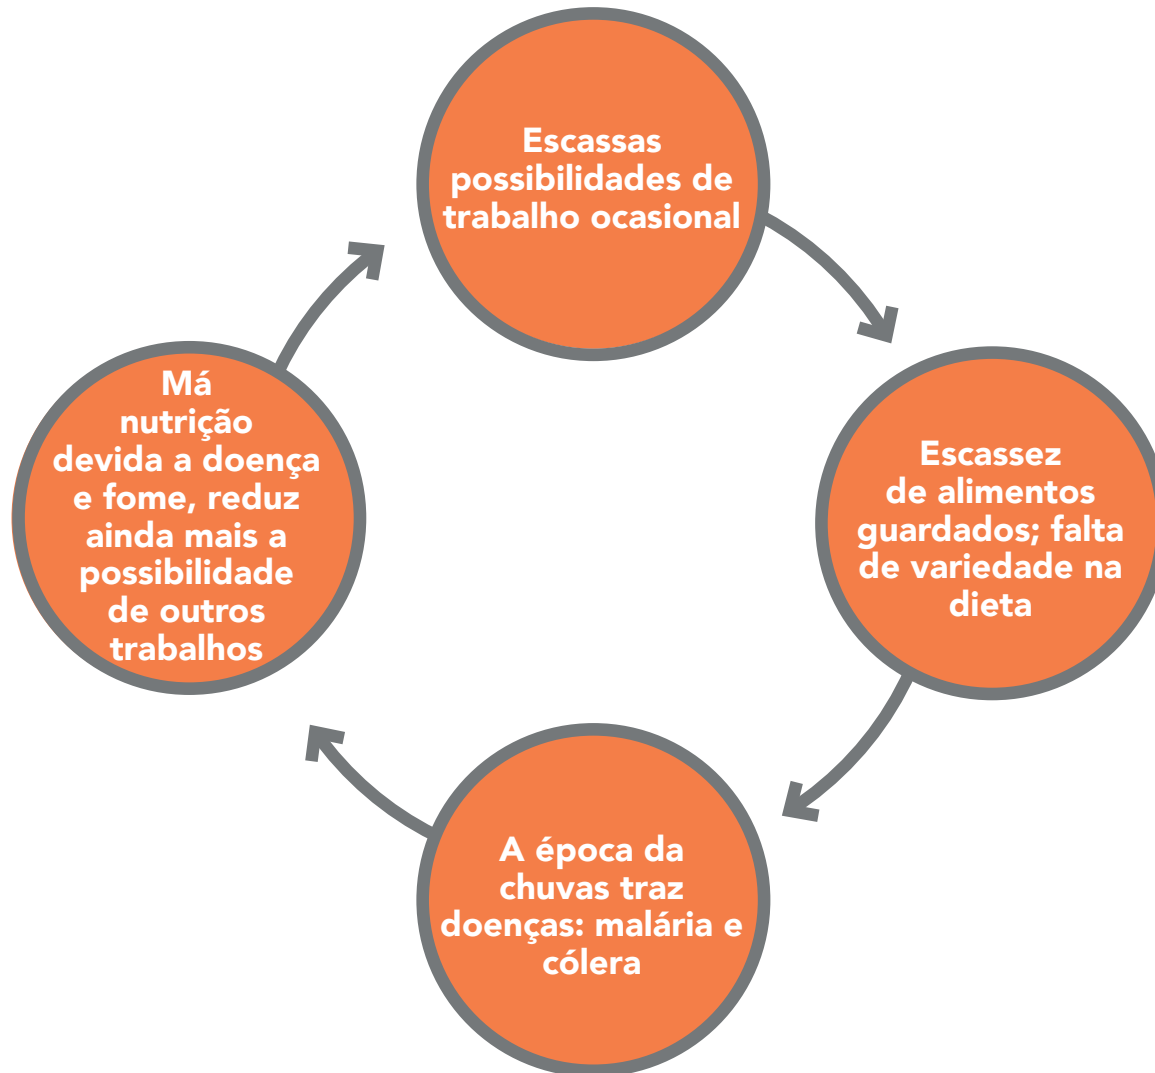 Escassas
possibilidades de
trabalho ocasional
Escassez
de alimentos
guardados; falta
de variedade na
dieta
A época da
chuvas traz
doenças: malária e
cólera
Má
nutrição
devida a doença
e fome, reduz
ainda mais a
possibilidade
de outros
trabalhos